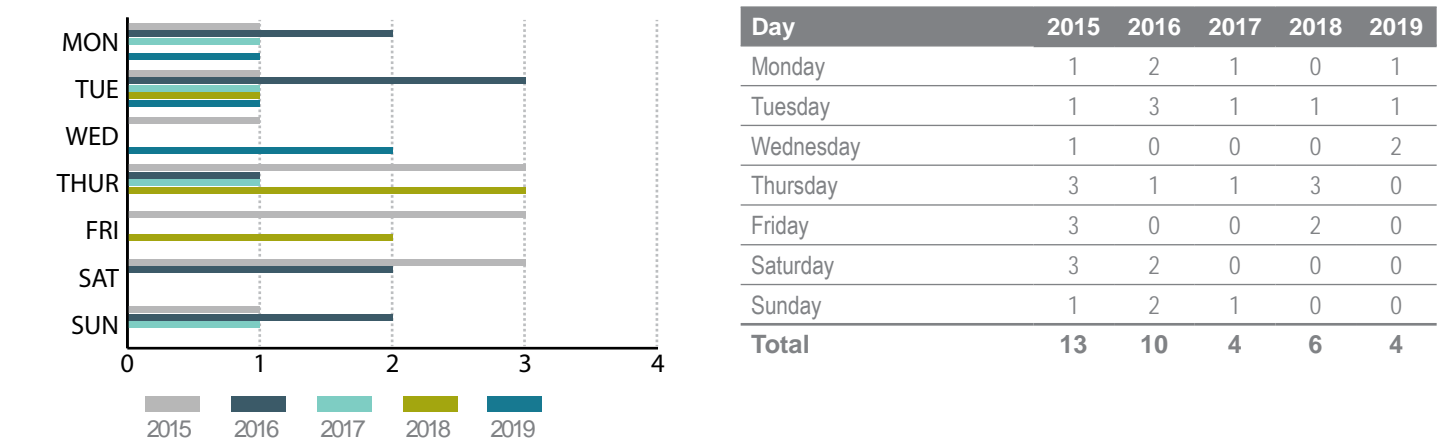 MON
TUE
WED
THUR
FRI
SAT
SUN
0 1 2 3 4
2015 2016 2017 2018 2019
Day 2015 2016 2017 2018 2019
Monday 1 2 1 0 1
Tuesday 1 3 1 1 1
Wednesday 1 0 0 0 2
Thursday 3 1 1 3 0
Friday 3 0 0 2 0
Saturday 3 2 0 0 0
Sunday 1 2 1 0 0
Total 13 10 4 6 4